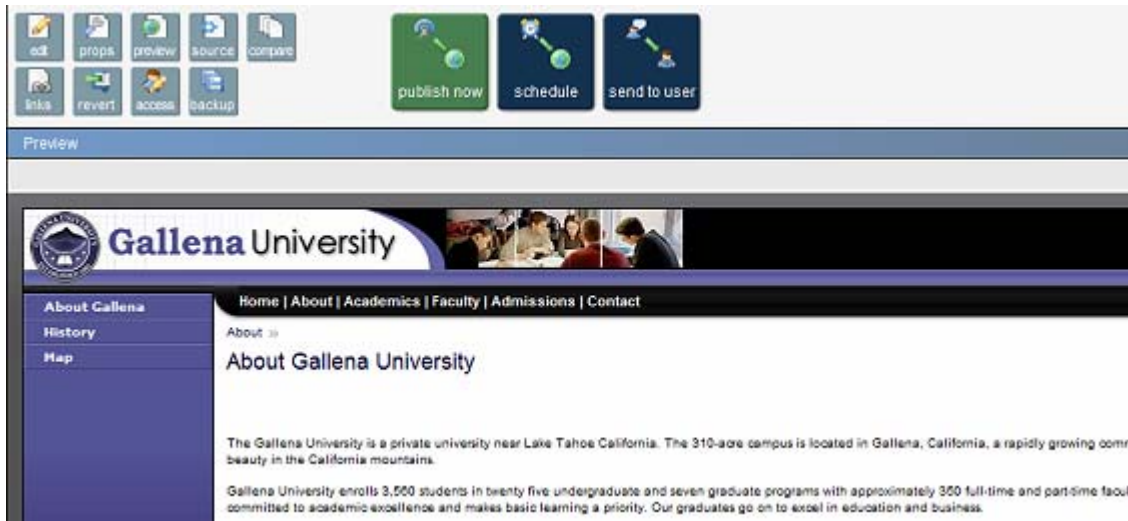 edit props preview source compare
links revert access backup
publish now schedule send to user
Preview
Gallena University
Home | About | Academics | Faculty | Admissions | Contact
About Gallena
History
Map
About »
About Gallena University
The Gallena University is a private university near Lake Tahoe California. The 310-acre campus is located in Gallena, California, a rapidly growing comm
beauty in the California mountains.
Gallena University enrolls 3,560 students in twenty five undergraduate and seven graduate programs with approximately 350 full-time and part-time facul
committed to academic excellence and makes basic learning a priority. Our graduates go on to excel in education and business.